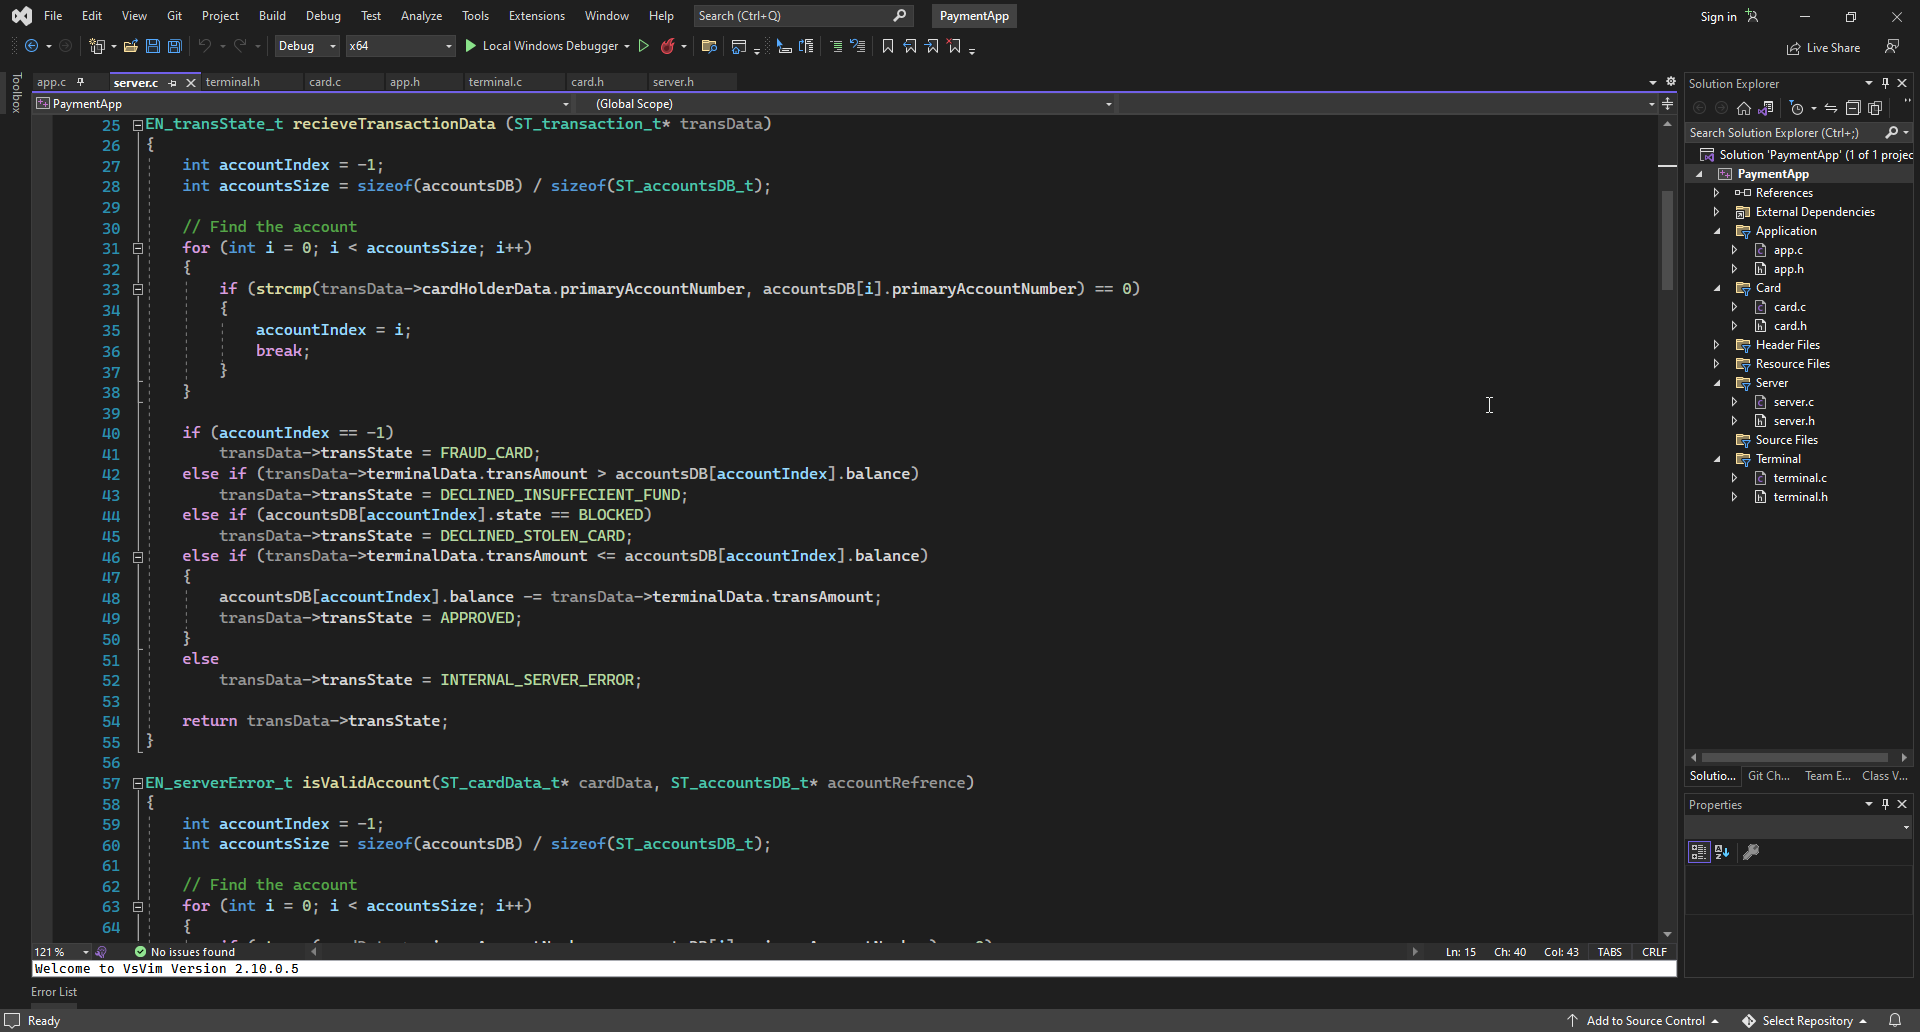 File Edit View Git Project Build Debug Test Analyze Tools Extensions Window Help Search (Ctrl+Q) PaymentApp Sign in
Debug x64 Local Windows Debugger Live Share
Toolbox
app.c server.c terminal.h card.c app.h terminal.c card.h server.h
PaymentApp (Global Scope)
25 EN_transState_t recieveTransactionData (ST_transaction_t* transData)
26 {
27 int accountIndex = -1;
28 int accountsSize = sizeof(accountsDB) / sizeof(ST_accountsDB_t);
29
30 // Find the account
31 for (int i = 0; i < accountsSize; i++)
32 {
33 if (strcmp(transData->cardHolderData.primaryAccountNumber, accountsDB[i].primaryAccountNumber) == 0)
34 {
35 accountIndex = i;
36 break;
37 }
38 }
39
40 if (accountIndex == -1)
41 transData->transState = FRAUD_CARD;
42 else if (transData->terminalData.transAmount > accountsDB[accountIndex].balance)
43 transData->transState = DECLINED_INSUFFECIENT_FUND;
44 else if (accountsDB[accountIndex].state == BLOCKED)
45 transData->transState = DECLINED_STOLEN_CARD;
46 else if (transData->terminalData.transAmount <= accountsDB[accountIndex].balance)
47 {
48 accountsDB[accountIndex].balance -= transData->terminalData.transAmount;
49 transData->transState = APPROVED;
50 }
51 else
52 transData->transState = INTERNAL_SERVER_ERROR;
53
54 return transData->transState;
55 }
56
57 EN_serverError_t isValidAccount(ST_cardData_t* cardData, ST_accountsDB_t* accountRefrence)
58 {
59 int accountIndex = -1;
60 int accountsSize = sizeof(accountsDB) / sizeof(ST_accountsDB_t);
61
62 // Find the account
63 for (int i = 0; i < accountsSize; i++)
64 {
121 % No issues found Ln: 15 Ch: 40 Col: 43 TABS CRLF
Welcome to VsVim Version 2.10.0.5
Error List
Ready Add to Source Control Select Repository
Solution Explorer
Search Solution Explorer (Ctrl+;)
Solution 'PaymentApp' (1 of 1 projec
PaymentApp
References
External Dependencies
Application
app.c
app.h
Card
card.c
card.h
Header Files
Resource Files
Server
server.c
server.h
Source Files
Terminal
terminal.c
terminal.h
Solutio... Git Ch... Team E... Class V...
Properties